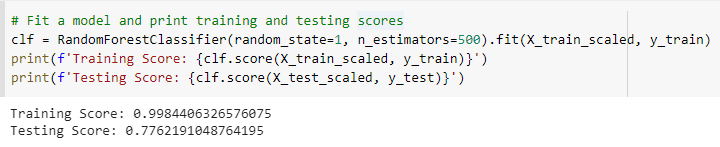 # Fit a model and print training and testing scores
clf = RandomForestClassifier(random_state=1, n_estimators=500).fit(X_train_scaled, y_train)
print(f'Training Score: {clf.score(X_train_scaled, y_train)}')
print(f'Testing Score: {clf.score(X_test_scaled, y_test)}')
Training Score: 0.9984406326576075
Testing Score: 0.7762191048764195